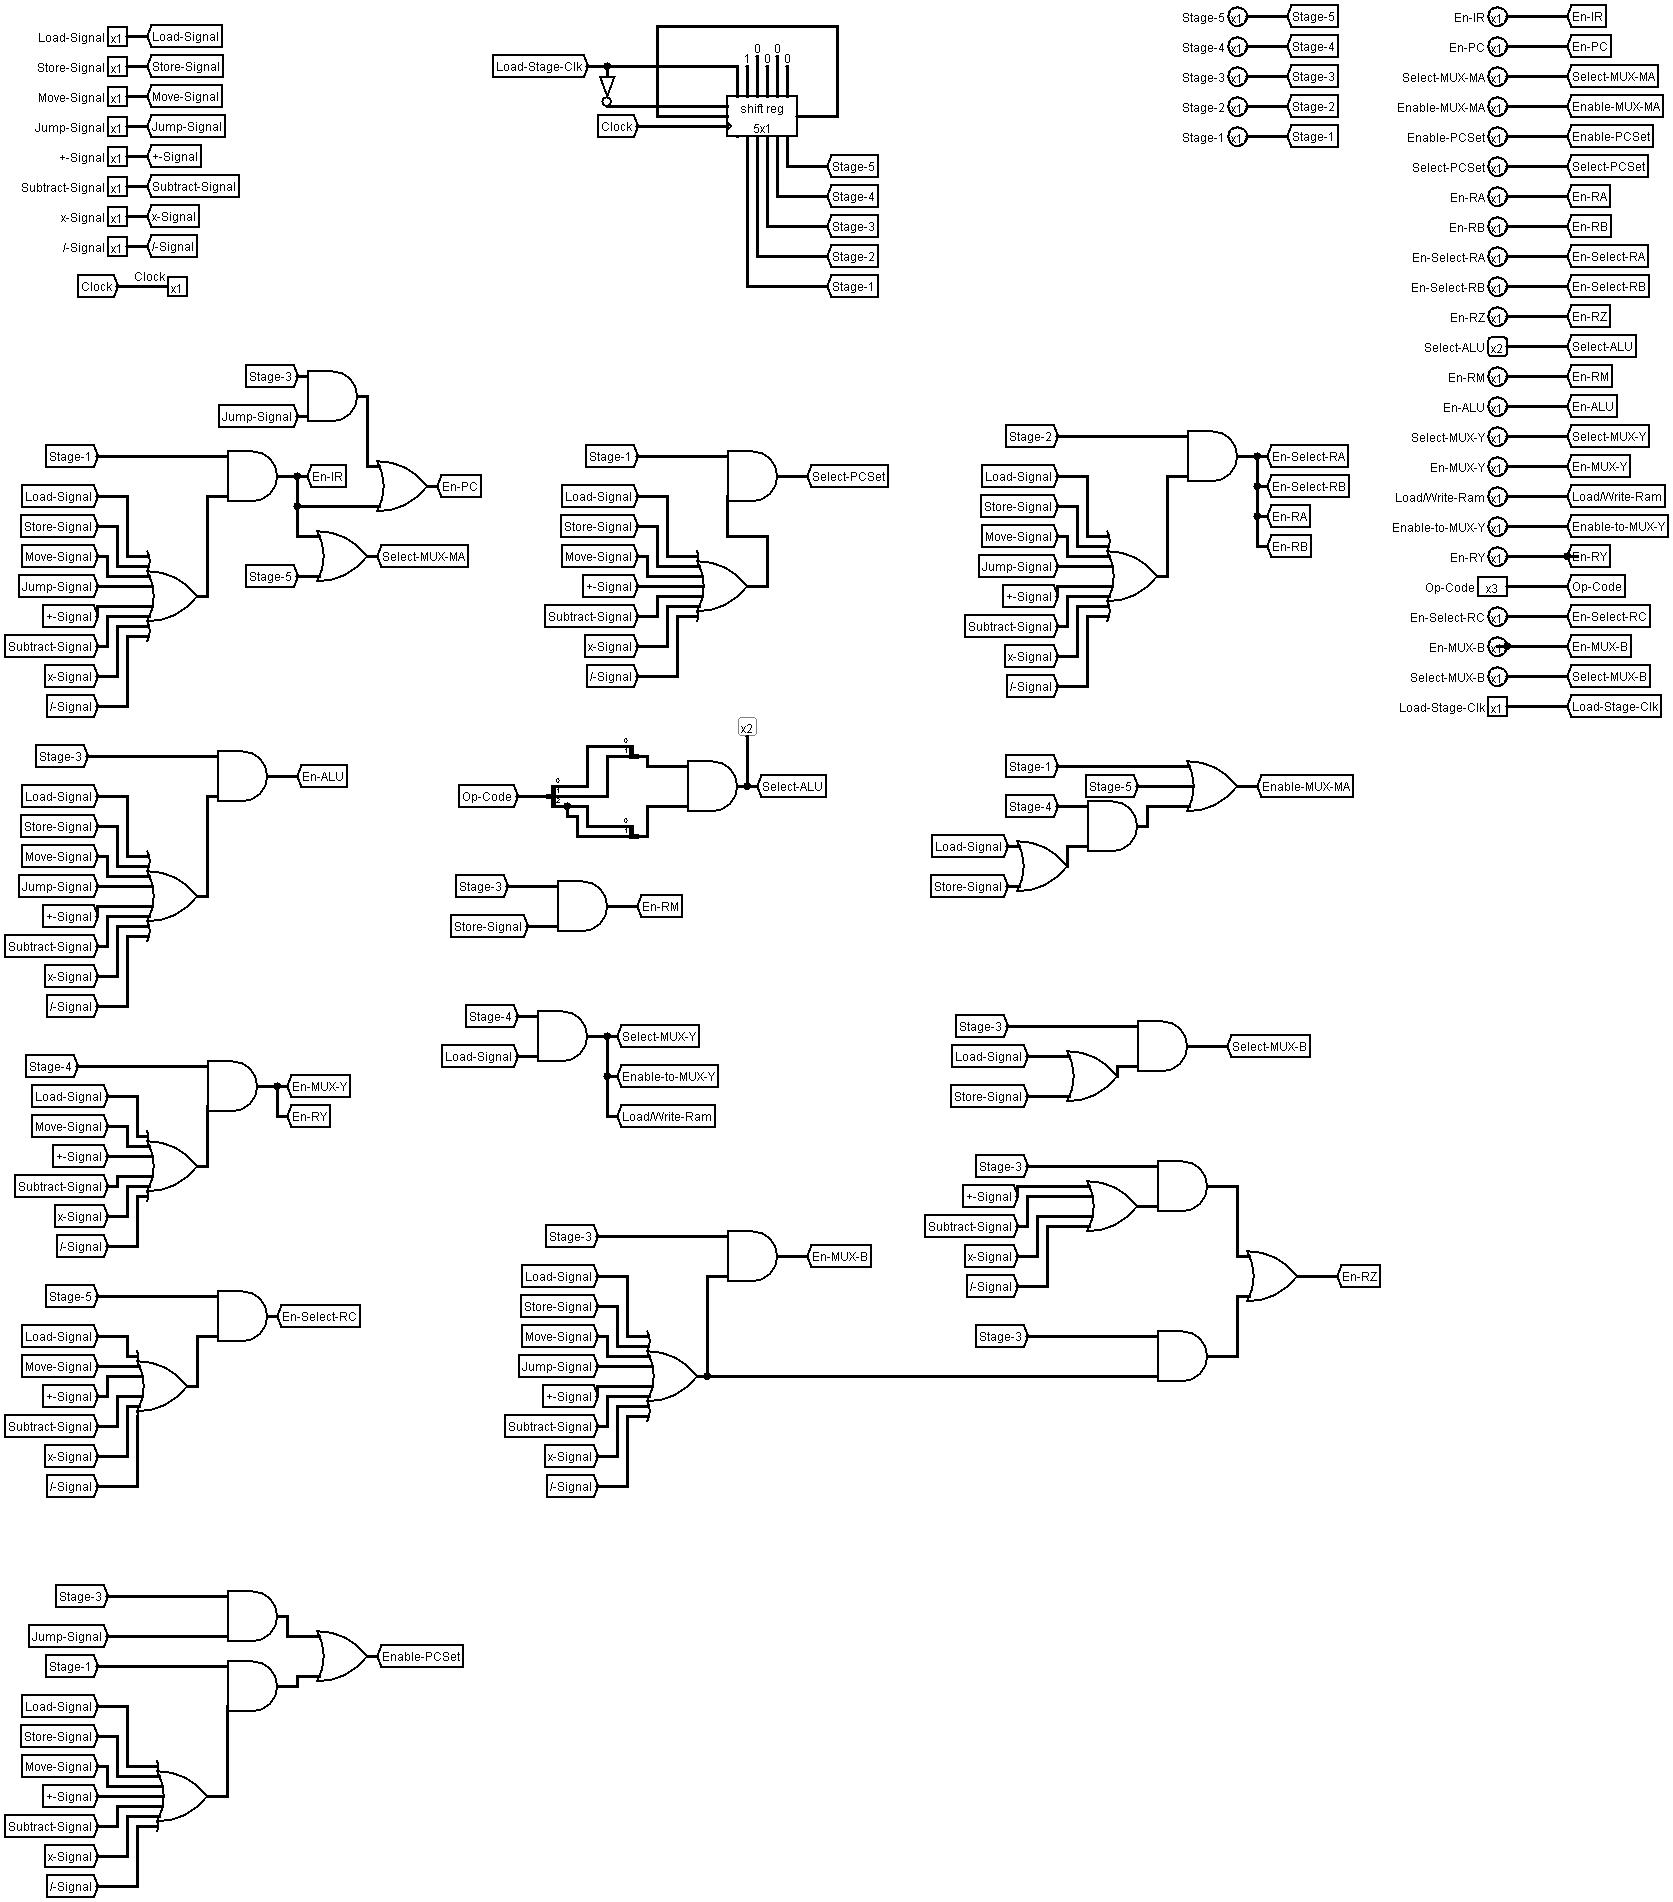 Load-Signal x1 Load-Signal
Store-Signal x1 Store-Signal
Move-Signal x1 Move-Signal
Jump-Signal x1 Jump-Signal
+-Signal x1 +-Signal
Subtract-Signal x1 Subtract-Signal
x-Signal x1 x-Signal
/-Signal x1 /-Signal
Clock Clock x1
Load-Stage-Clk
1 0 0 0 0
shift reg
5x1
Clock
Stage-5
Stage-4
Stage-3
Stage-2
Stage-1
Stage-5 x1 Stage-5
Stage-4 x1 Stage-4
Stage-3 x1 Stage-3
Stage-2 x1 Stage-2
Stage-1 x1 Stage-1
En-IR x1 En-IR
En-PC x1 En-PC
Select-MUX-MA x1 Select-MUX-MA
Enable-MUX-MA x1 Enable-MUX-MA
Enable-PCSet x1 Enable-PCSet
Select-PCSet x1 Select-PCSet
En-RA x1 En-RA
En-RB x1 En-RB
En-Select-RA x1 En-Select-RA
En-Select-RB x1 En-Select-RB
En-RZ x1 En-RZ
Select-ALU x2 Select-ALU
En-RM x1 En-RM
En-ALU x1 En-ALU
Select-MUX-Y x1 Select-MUX-Y
En-MUX-Y x1 En-MUX-Y
Load/Write-Ram x1 Load/Write-Ram
Enable-to-MUX-Y x1 Enable-to-MUX-Y
En-RY x1 En-RY
Op-Code x3 Op-Code
En-Select-RC x1 En-Select-RC
En-MUX-B x1 En-MUX-B
Select-MUX-B x1 Select-MUX-B
Load-Stage-Clk x1 Load-Stage-Clk
Stage-3
Jump-Signal
Stage-1
Load-Signal
Store-Signal
Move-Signal
Jump-Signal
+-Signal
Subtract-Signal
x-Signal
/-Signal
En-IR
En-PC
Select-MUX-MA
Stage-5
Stage-1
Load-Signal
Store-Signal
Move-Signal
+-Signal
Subtract-Signal
x-Signal
/-Signal
Select-PCSet
Stage-2
Load-Signal
Store-Signal
Move-Signal
Jump-Signal
+-Signal
Subtract-Signal
x-Signal
/-Signal
En-Select-RA
En-Select-RB
En-RA
En-RB
Stage-3
Load-Signal
Store-Signal
Move-Signal
Jump-Signal
+-Signal
Subtract-Signal
x-Signal
/-Signal
En-ALU
Op-Code
0
1
2
0
1
0
1
x2
Select-ALU
Stage-3
Store-Signal
En-RM
Stage-1
Stage-5
Stage-4
Load-Signal
Store-Signal
Enable-MUX-MA
Stage-4
Load-Signal
Select-MUX-Y
Enable-to-MUX-Y
Load/Write-Ram
Stage-3
Load-Signal
Store-Signal
Select-MUX-B
Stage-4
Load-Signal
Move-Signal
+-Signal
Subtract-Signal
x-Signal
/-Signal
En-MUX-Y
En-RY
Stage-3
Load-Signal
Store-Signal
Move-Signal
Jump-Signal
+-Signal
Subtract-Signal
x-Signal
/-Signal
En-MUX-B
Stage-3
+-Signal
Subtract-Signal
x-Signal
/-Signal
Stage-3
En-RZ
Stage-5
Load-Signal
Move-Signal
+-Signal
Subtract-Signal
x-Signal
/-Signal
En-Select-RC
Stage-3
Jump-Signal
Stage-1
Load-Signal
Store-Signal
Move-Signal
+-Signal
Subtract-Signal
x-Signal
/-Signal
Enable-PCSet